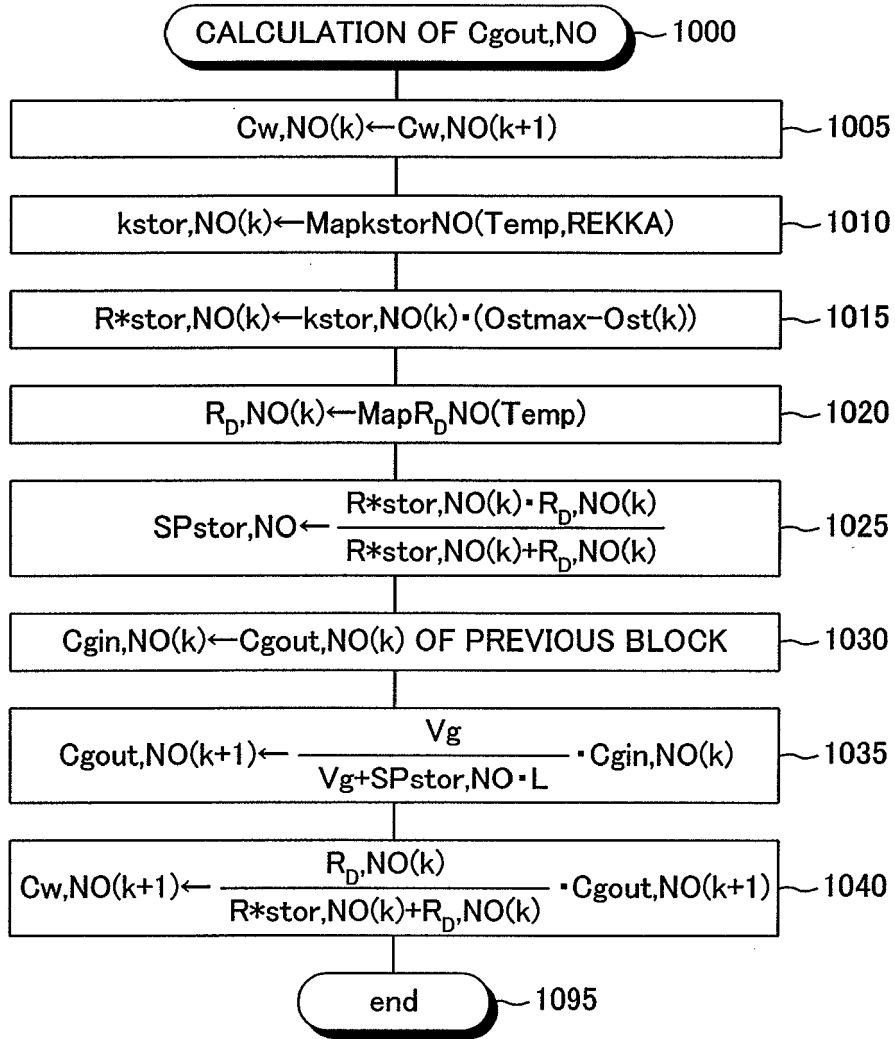 CALCULATION OF Cgout,NO 1000
Cw,NO(k)←Cw,NO(k+1) 1005
kstor,NO(k)←MapkstorNO(Temp,REKKA) 1010
R*stor,NO(k)←kstor,NO(k)·(Ostmax-Ost(k)) 1015
R_D,NO(k)←MapR_DNO(Temp) 1020
R*stor,NO(k)·R_D,NO(k)
SPstor,NO← 1025
R*stor,NO(k)+R_D,NO(k)
Cgin,NO(k)←Cgout,NO(k) OF PREVIOUS BLOCK 1030
Vg
Cgout,NO(k+1)← ·Cgin,NO(k) 1035
Vg+SPstor,NO·L
R_D,NO(k)
Cw,NO(k+1)← ·Cgout,NO(k+1) 1040
R*stor,NO(k)+R_D,NO(k)
end 1095